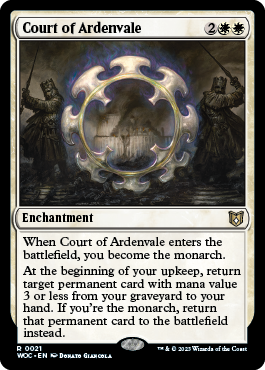 Court of Ardenvale 2
Enchantment
When Court of Ardenvale enters the
battlefield, you become the monarch.
At the beginning of your upkeep, return
target permanent card with mana value
3 or less from your graveyard to your
hand. If you're the monarch, return
that permanent card to the battlefield
instead.
R 0021
WOC • EN Donato Giancola
™ & © 2023 Wizards of the Coast